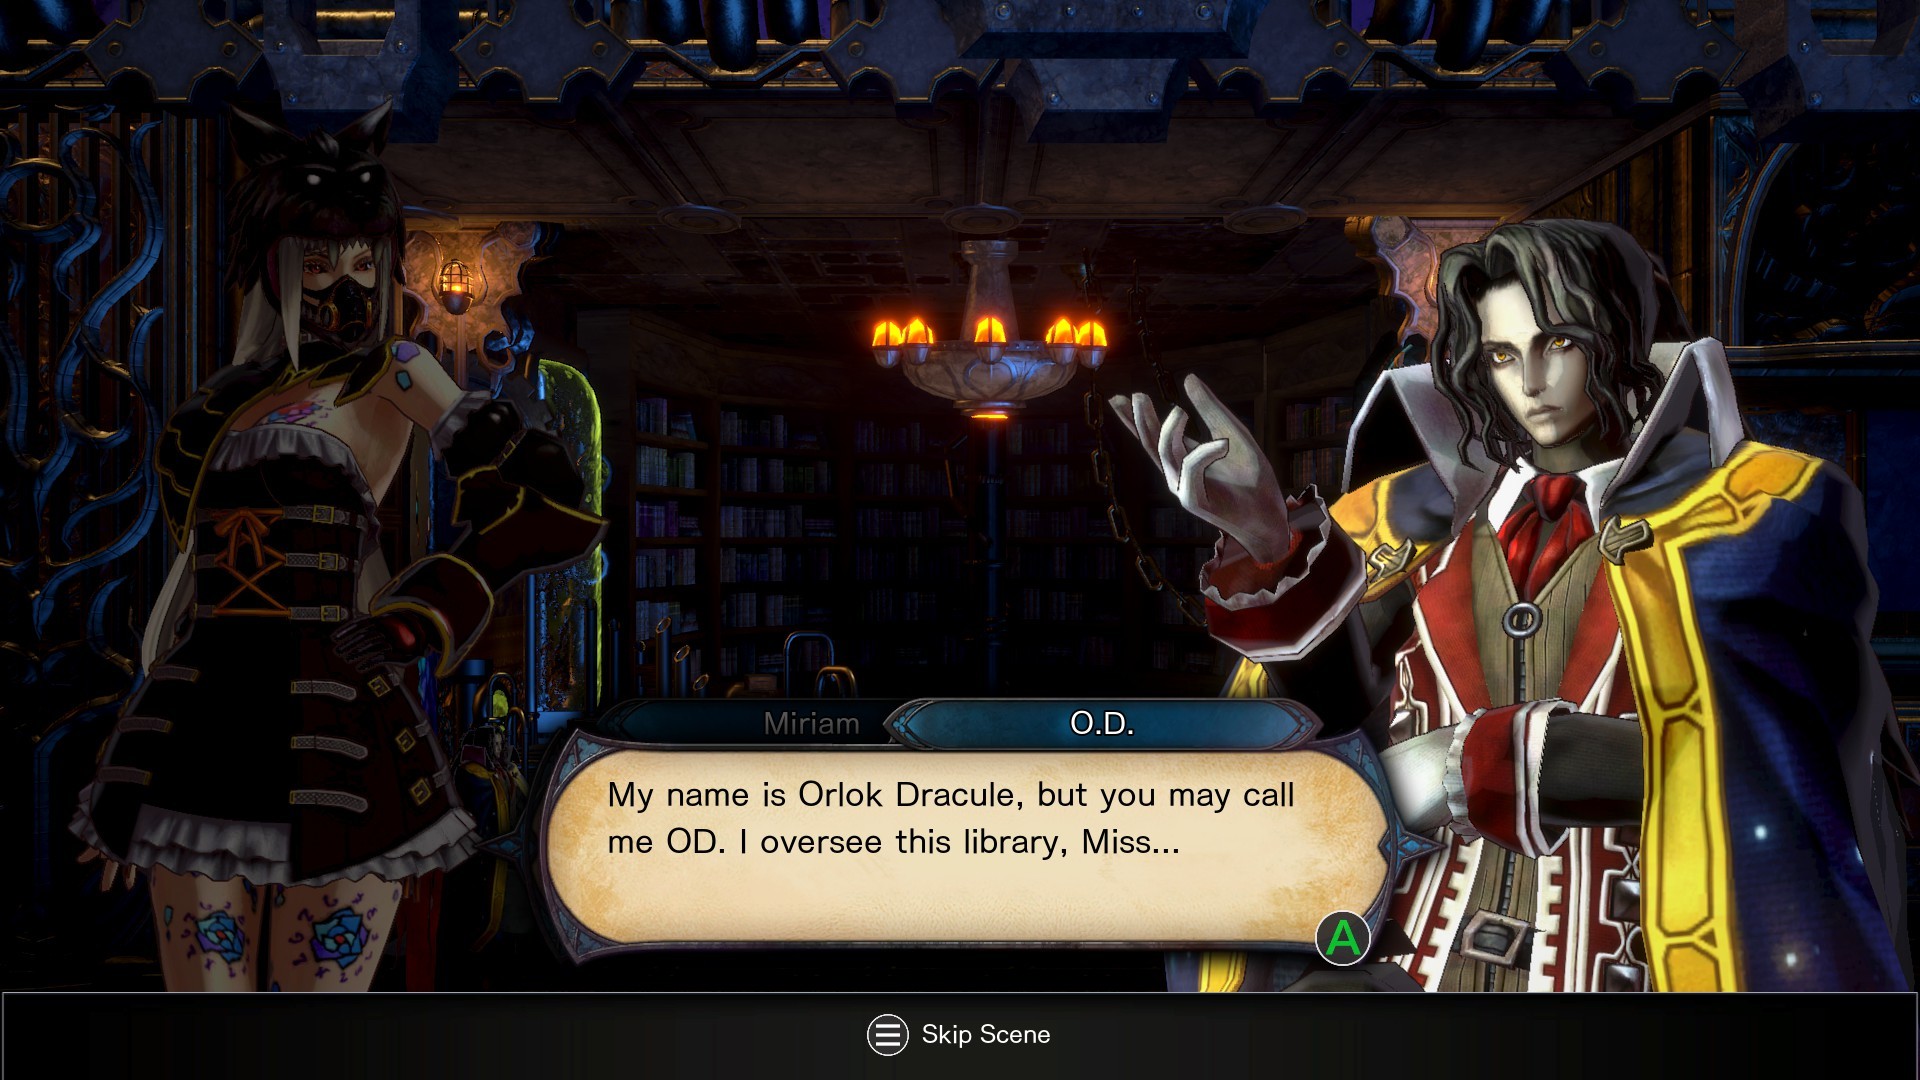 Miriam
O.D.
My name is Orlok Dracule, but you may call
me OD. I oversee this library, Miss...
A
Skip Scene